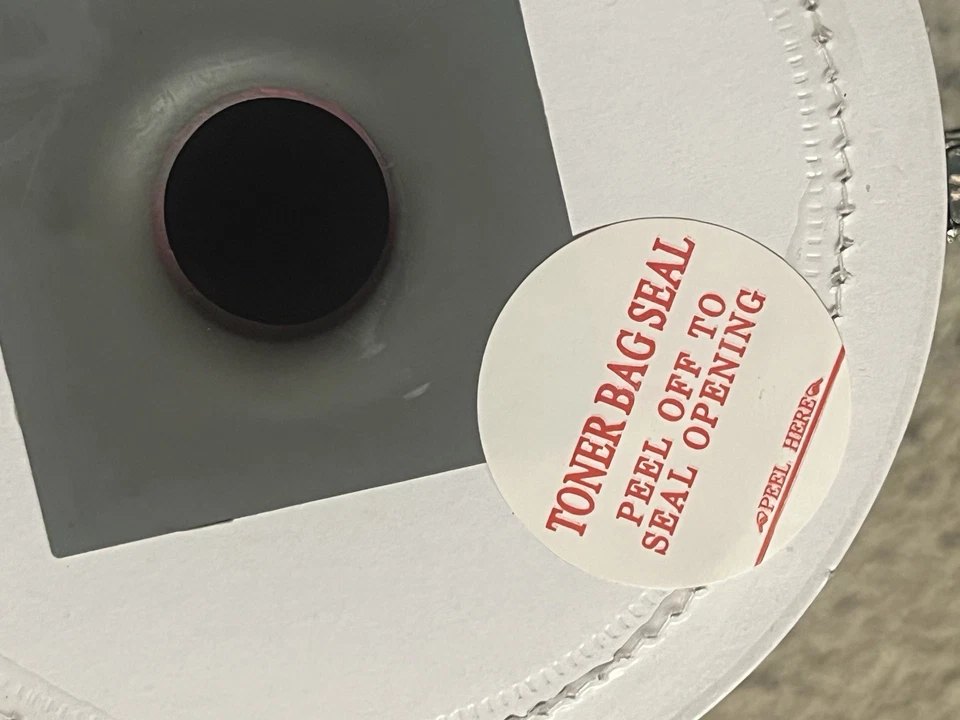 TONER BAG SEAL
PEEL OFF TO
SEAL OPENING
PEEL HERE